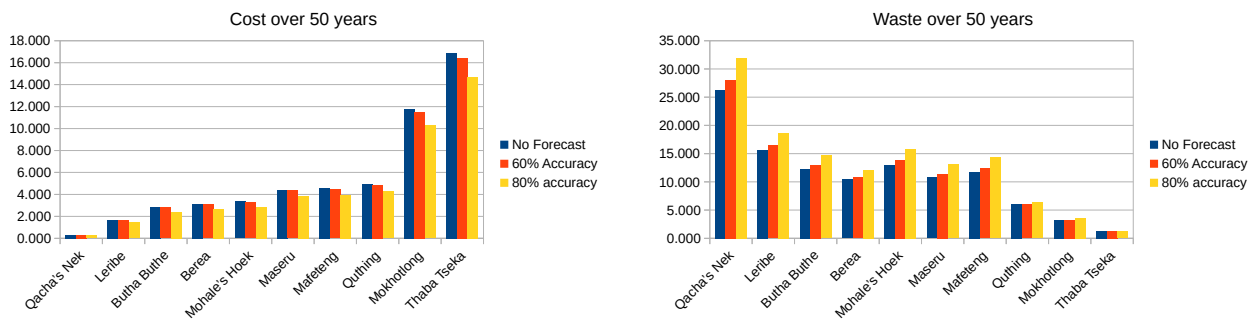 Cost over 50 years
18.000
16.000
14.000
12.000
10.000
8.000
6.000
4.000
2.000
0.000
Qacha's Nek
Leribe
Butha Buthe
Berea
Mohale's Hoek
Maseru
Mafeteng
Quthing
Mokhotlong
Thaba Tseka
No Forecast
60% Accuracy
80% accuracy
Waste over 50 years
35.000
30.000
25.000
20.000
15.000
10.000
5.000
0.000
Qacha's Nek
Leribe
Butha Buthe
Berea
Mohale's Hoek
Maseru
Mafeteng
Quthing
Mokhotlong
Thaba Tseka
No Forecast
60% Accuracy
80% accuracy